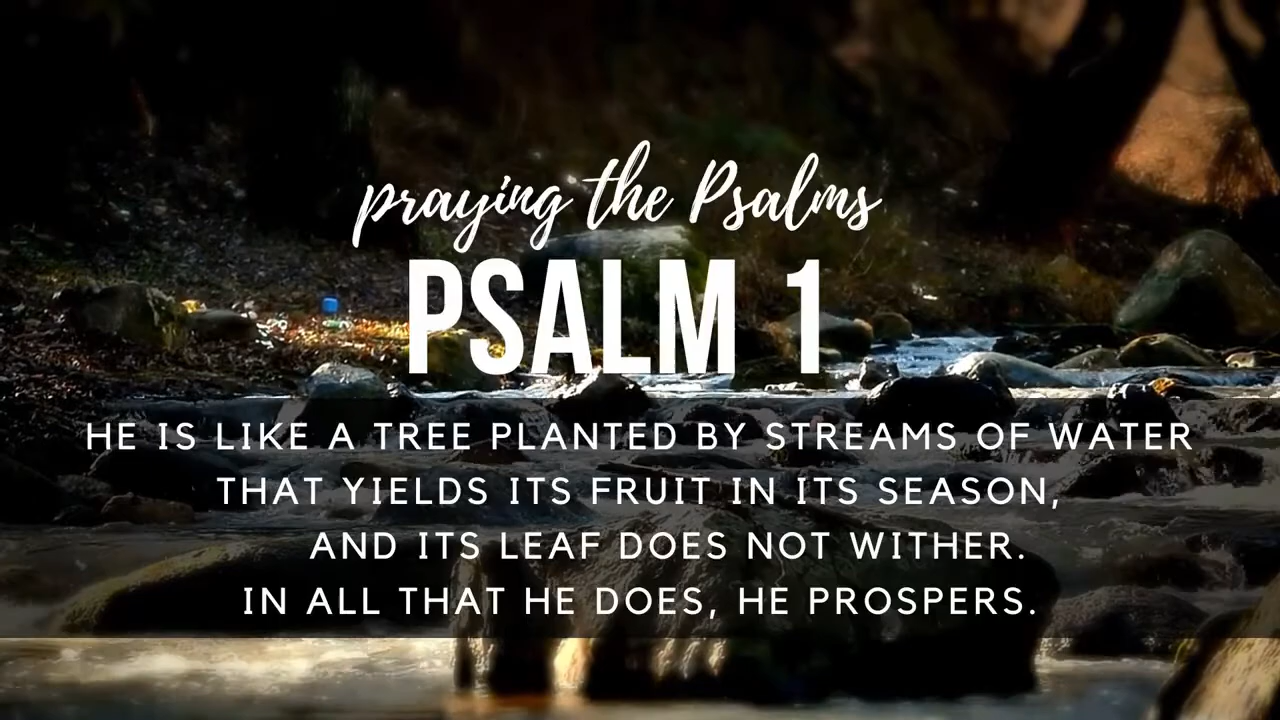 praying the Psalms
PSALM 1
HE IS LIKE A TREE PLANTED BY STREAMS OF WATER
THAT YIELDS ITS FRUIT IN ITS SEASON,
AND ITS LEAF DOES NOT WITHER.
IN ALL THAT HE DOES, HE PROSPERS.